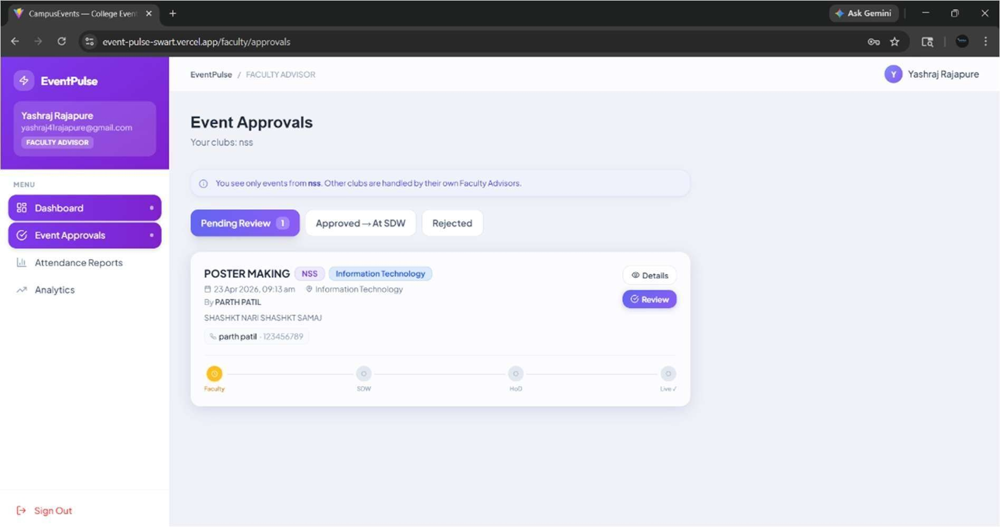 CampusEvents — College Even
Ask Gemini
event-pulse-swart.vercel.app/faculty/approvals
EventPulse
Yashraj Rajapure
yashraj41rajapure@gmail.com
FACULTY ADVISOR
MENU
Dashboard
Event Approvals
Attendance Reports
Analytics
Sign Out
EventPulse / FACULTY ADVISOR
Y Yashraj Rajapure
Event Approvals
Your clubs: nss
You see only events from nss. Other clubs are handled by their own Faculty Advisors.
Pending Review 1 Approved → At SDW Rejected
POSTER MAKING NSS Information Technology
Details
23 Apr 2026, 09:13 am Information Technology
Review
By PARTH PATIL
SHASHKT NARI SHASHKT SAMAJ
parth patil · 123456789
Faculty SDW HoD Live ✓